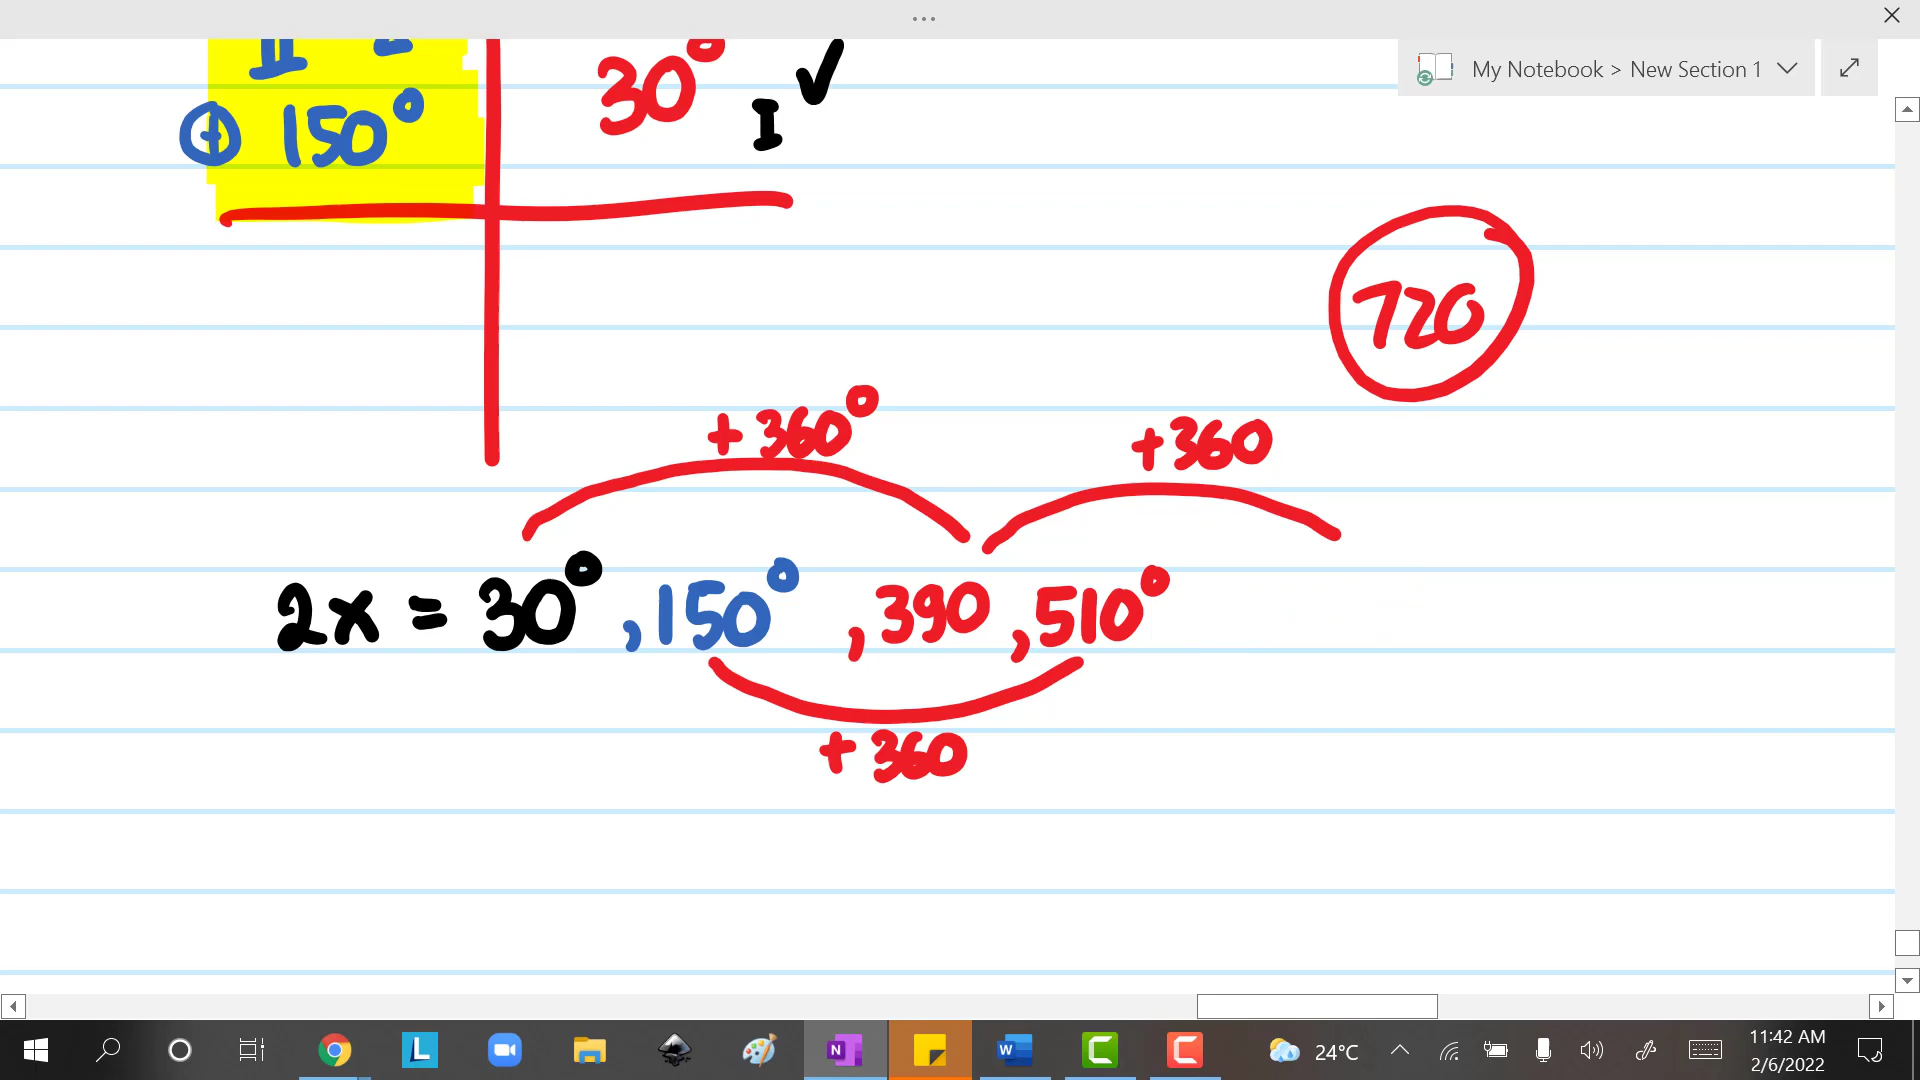 My Notebook > New Section 1
II
150°
30°
I ✓
720
+360°
+360
2x = 30°, 150°, 390, 510°
+360
24°C
11:42 AM
2/6/2022